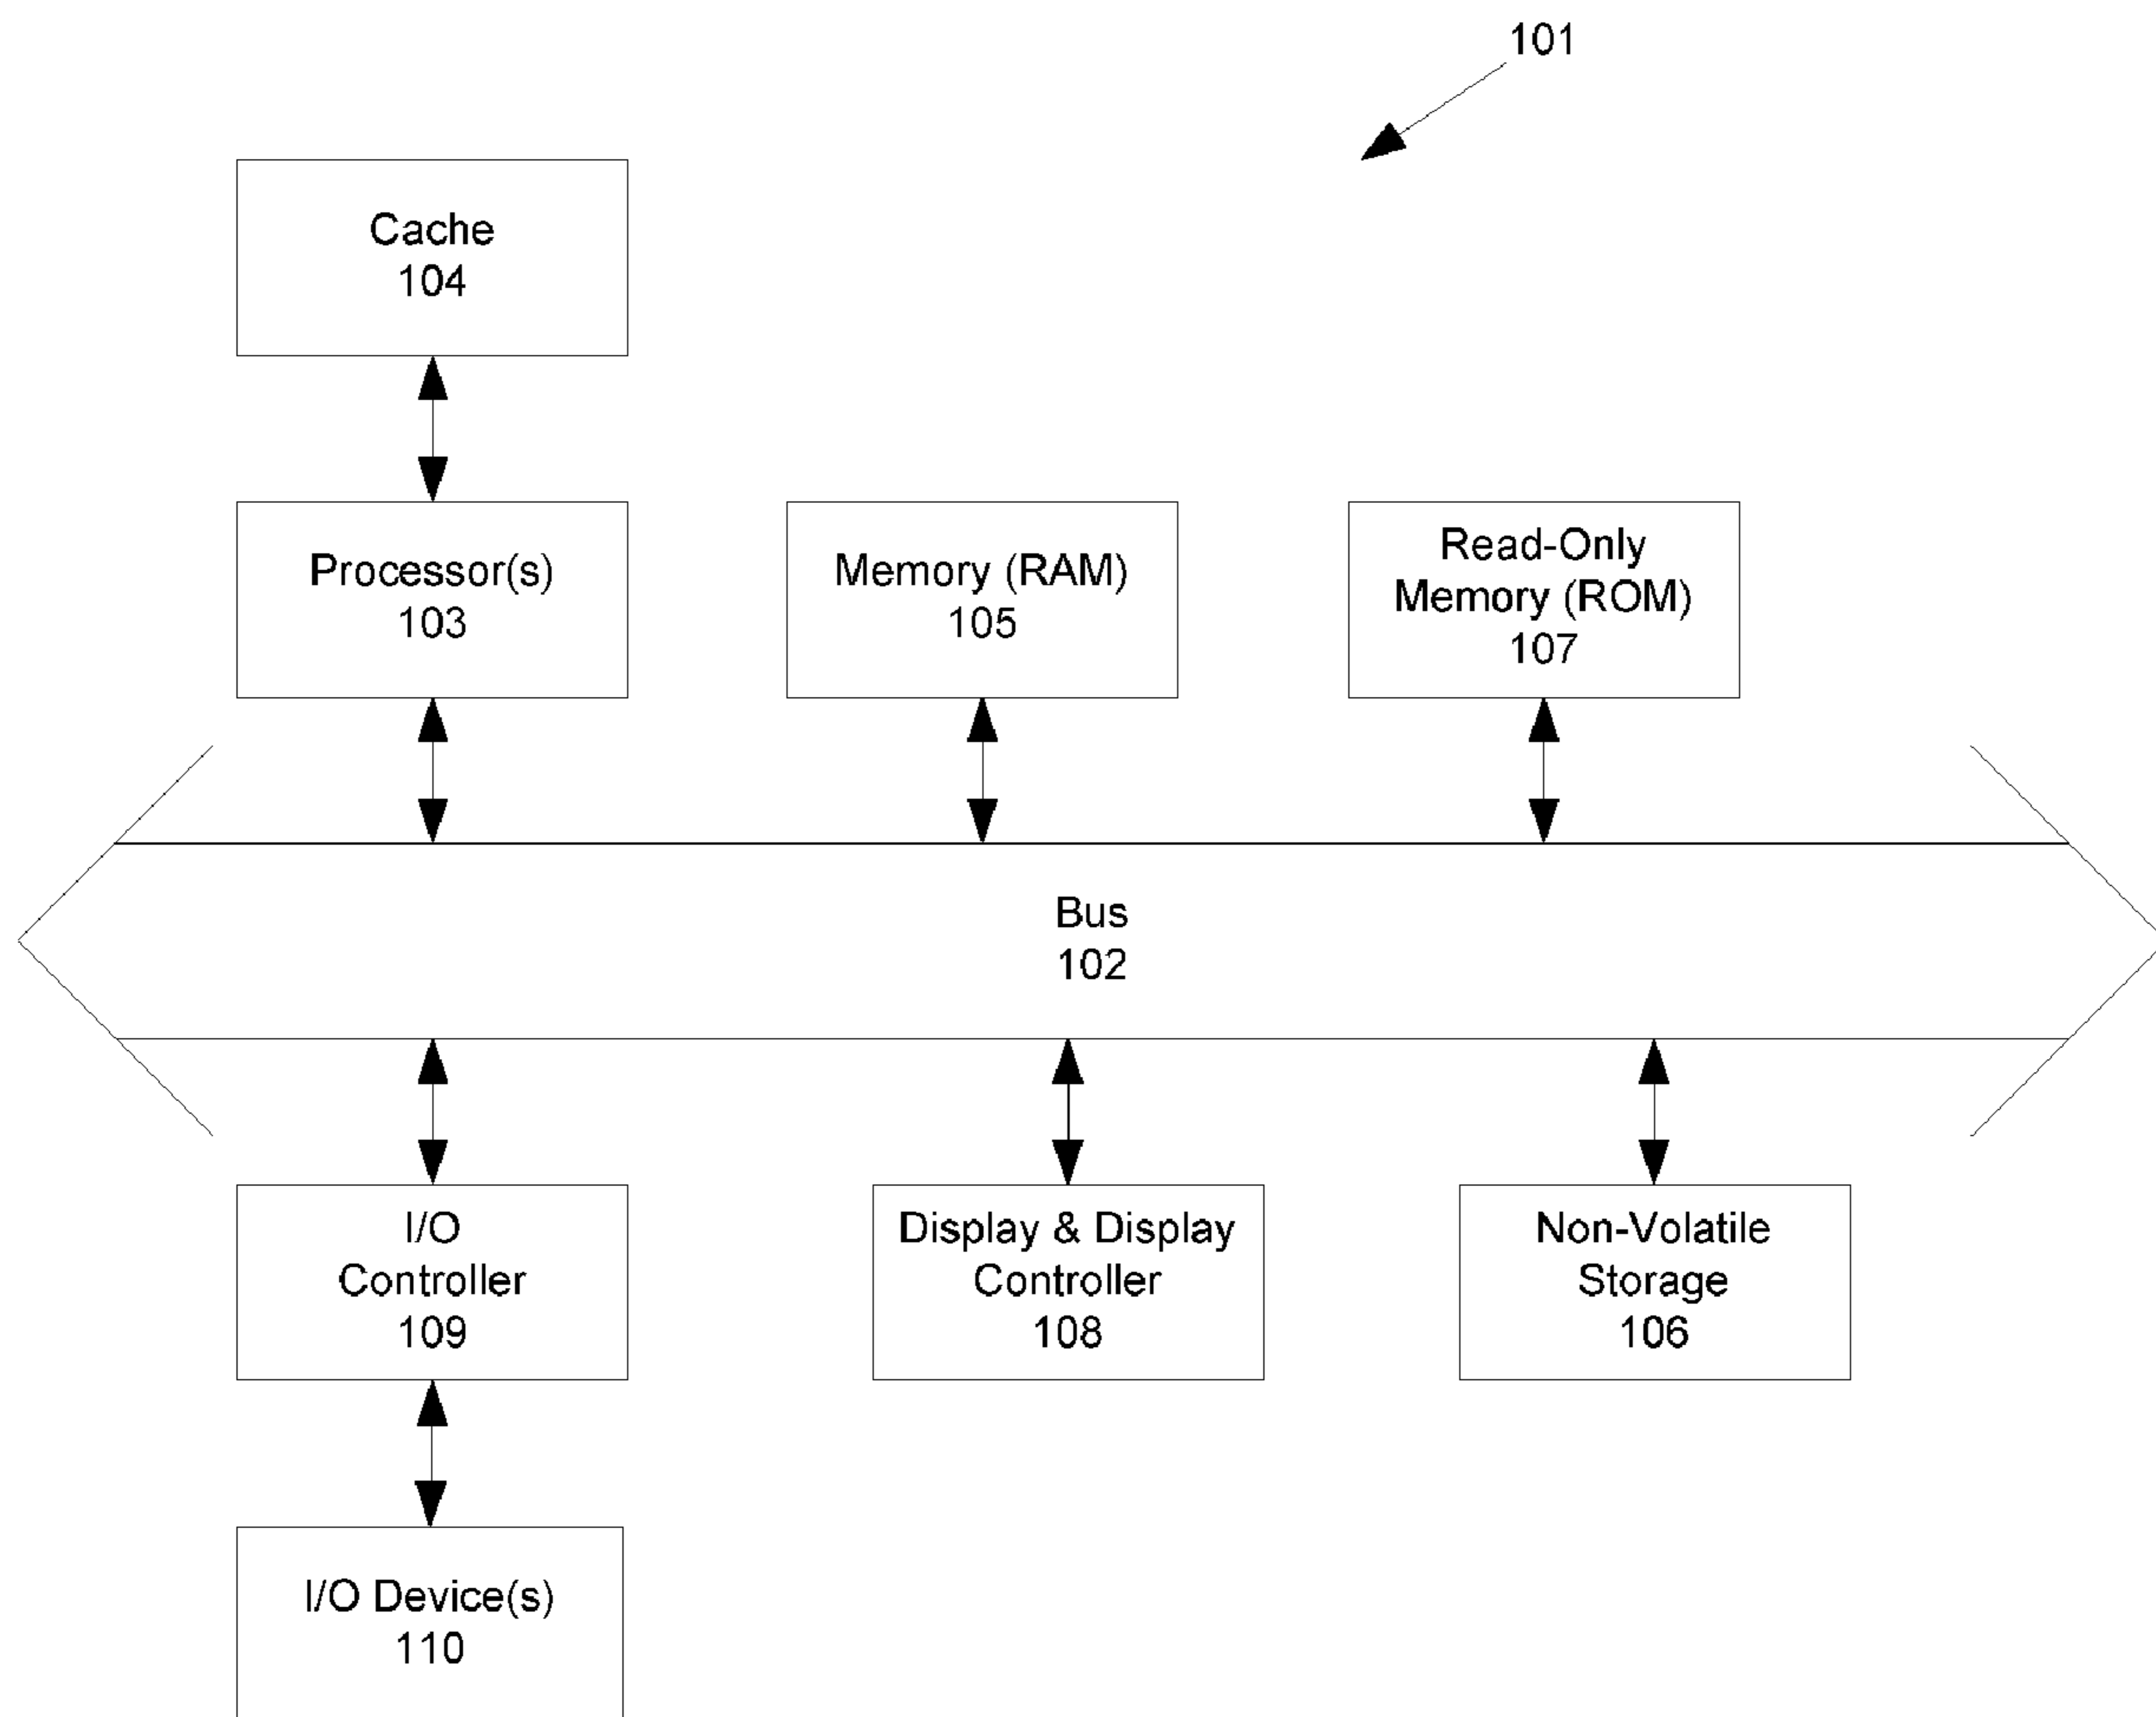 101
Cache
104
Processor(s)
103
Memory (RAM)
105
Read-Only
Memory (ROM)
107
Bus
102
I/O
Controller
109
Display & Display
Controller
108
Non-Volatile
Storage
106
I/O Device(s)
110